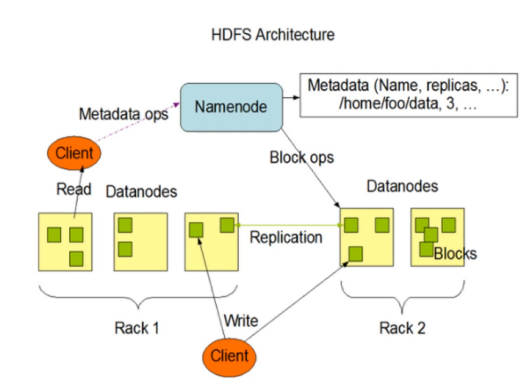 HDFS Architecture
Metadata (Name, replicas, ...):
/home/foo/data, 3, ...
Namenode
Metadata ops
Client
Block ops
Read
Datanodes
Datanodes
Replication
Blocks
Rack 1
Write
Rack 2
Client